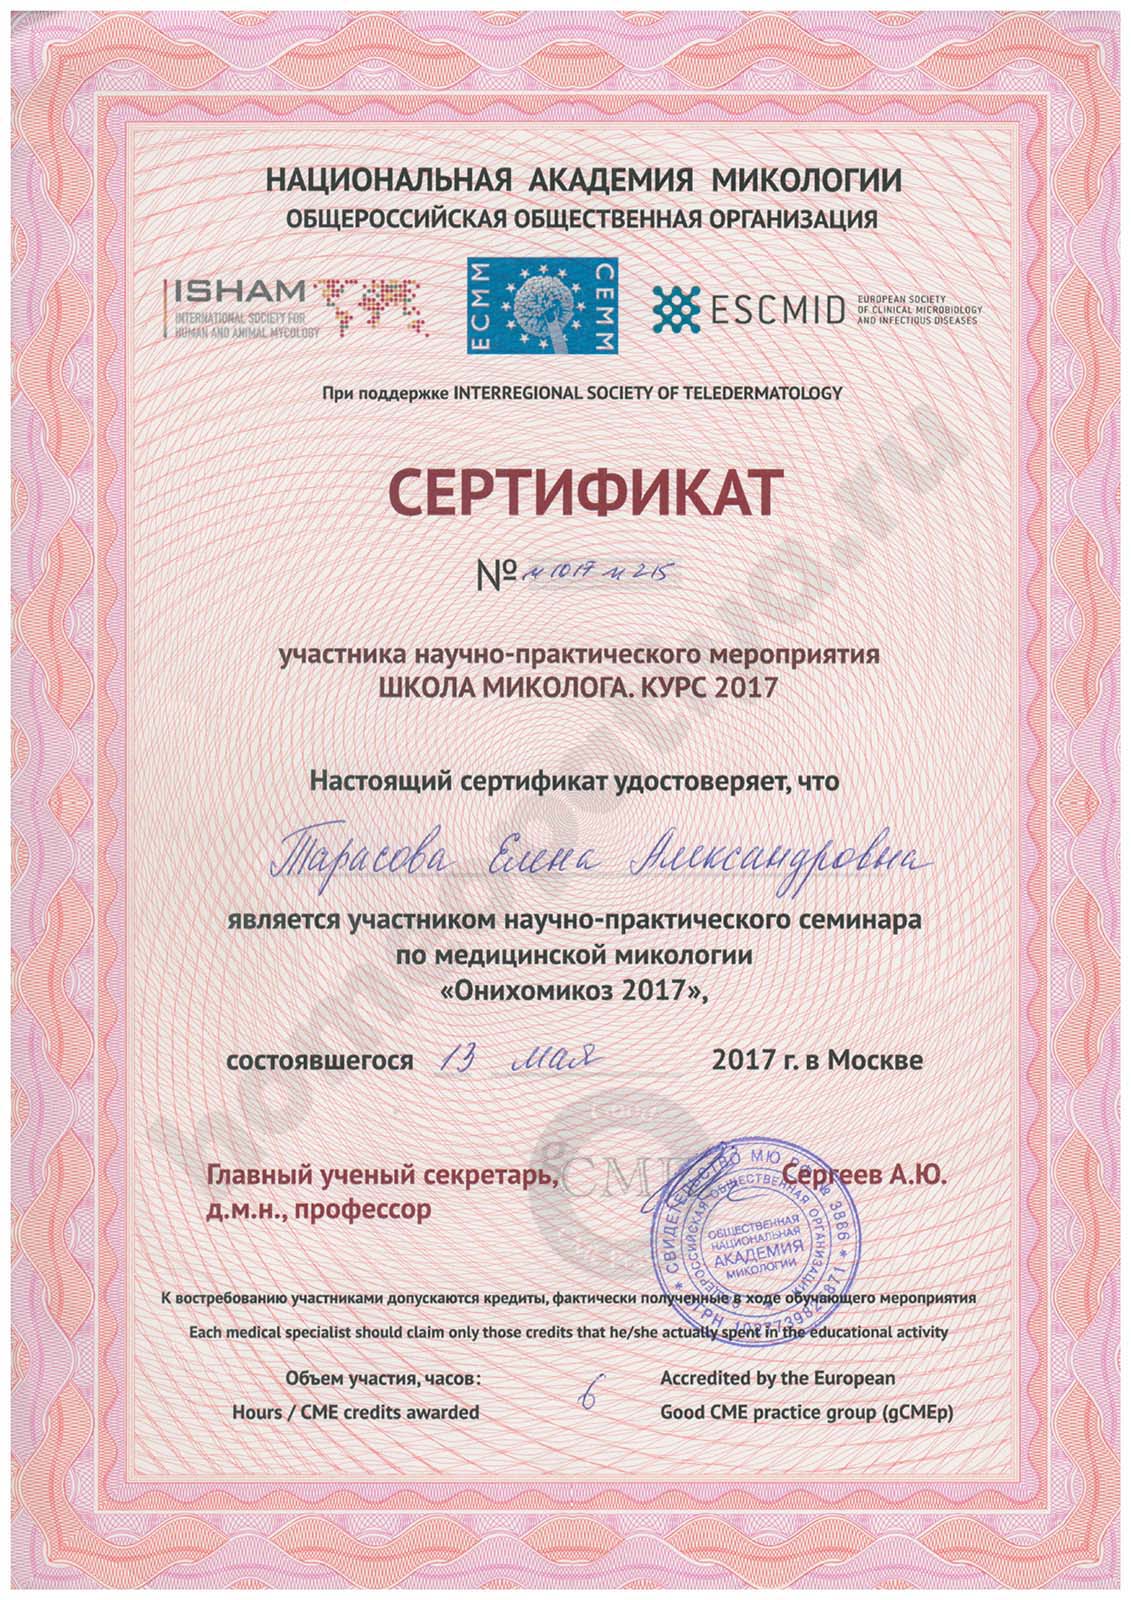 НАЦИОНАЛЬНАЯ АКАДЕМИЯ МИКОЛОГИИ
ОБЩЕРОССИЙСКАЯ ОБЩЕСТВЕННАЯ ОРГАНИЗАЦИЯ
ISHAM
INTERNATIONAL SOCIETY FOR
HUMAN AND ANIMAL MYCOLOGY
ECMM
CEMM
ESCMID
EUROPEAN SOCIETY
OF CLINICAL MICROBIOLOGY
AND INFECTIOUS DISEASES
При поддержке INTERREGIONAL SOCIETY OF TELEDERMATOLOGY
СЕРТИФИКАТ
№ м1017м215
участника научно-практического мероприятия
ШКОЛА МИКОЛОГА. КУРС 2017
Настоящий сертификат удостоверяет, что
Тарасова Елена Александровна
является участником научно-практического семинара
по медицинской микологии
«Онихомикоз 2017»,
состоявшегося 13 мая 2017 г. в Москве
Главный ученый секретарь, Сергеев А.Ю.
д.м.н., профессор
CME
СВИДЕТЕЛЬСТВО МЮ РФ № 3886
ОБЩЕРОССИЙСКАЯ ОБЩЕСТВЕННАЯ ОРГАНИЗАЦИЯ
ОБЩЕСТВЕННАЯ
НАЦИОНАЛЬНАЯ
АКАДЕМИЯ
МИКОЛОГИИ
К востребованию участниками допускаются кредиты, фактически полученные в ходе обучающего мероприятия
Each medical specialist should claim only those credits that he/she actually spent in the educational activity
Объем участия, часов: 6 Accredited by the European
Hours / CME credits awarded Good CME practice group (gCMEp)